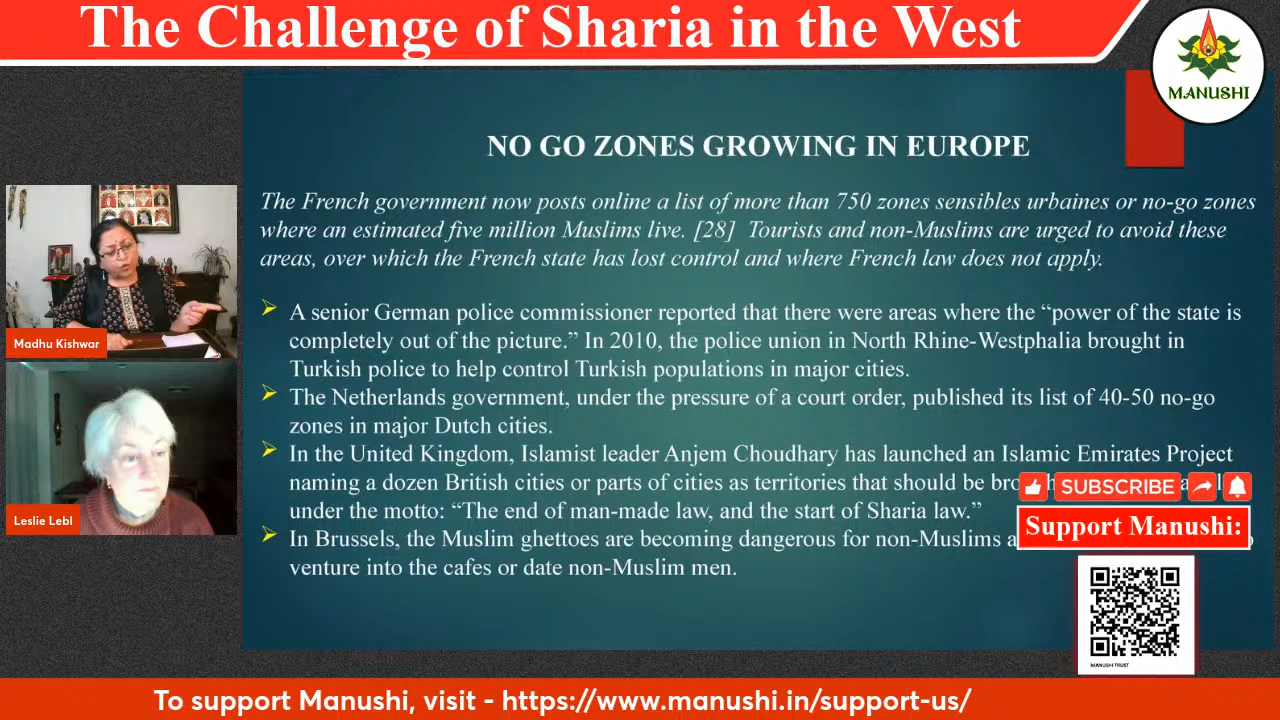 The Challenge of Sharia in the West
MANUSHI
NO GO ZONES GROWING IN EUROPE
The French government now posts online a list of more than 750 zones sensibles urbaines or no-go zones
where an estimated five million Muslims live. [28] Tourists and non-Muslims are urged to avoid these
areas, over which the French state has lost control and where French law does not apply.
A senior German police commissioner reported that there were areas where the “power of the state is
completely out of the picture.” In 2010, the police union in North Rhine-Westphalia brought in
Turkish police to help control Turkish populations in major cities.
The Netherlands government, under the pressure of a court order, published its list of 40-50 no-go
zones in major Dutch cities.
In the United Kingdom, Islamist leader Anjem Choudhary has launched an Islamic Emirates Project
naming a dozen British cities or parts of cities as territories that should be
under the motto: “The end of man-made law, and the start of Sharia law.”
In Brussels, the Muslim ghettoes are becoming dangerous for non-Muslims
venture into the cafes or date non-Muslim men.
Madhu Kishwar
Leslie Lebl
SUBSCRIBE
Support Manushi:
MANUSHI TRUST
To support Manushi, visit - https://www.manushi.in/support-us/